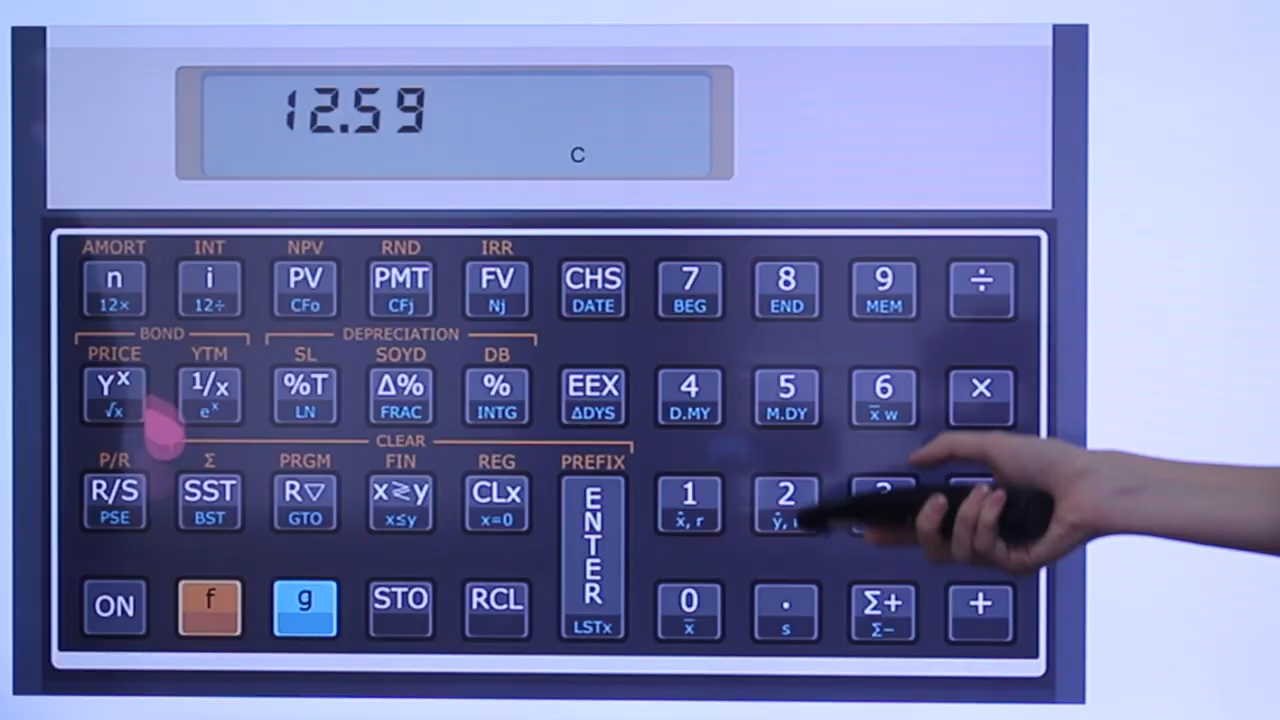 12.59
C
AMORT INT NPV RND IRR
n i PV PMT FV CHS 7 8 9 ÷
12× 12÷ CFo CFj Nj DATE BEG END MEM
BOND DEPRECIATION
PRICE YTM SL SOYD DB
Yˣ 1/x %T Δ% % EEX 4 5 6 ×
√x eˣ LN FRAC INTG ΔDYS D.MY M.DY x̅ w
CLEAR
P/R Σ PRGM FIN REG PREFIX
R/S SST R▽ x≷y CLx ENTER 1 2
PSE BST GTO x≤y x=0 x̂, r ŷ,
ON f g STO RCL 0 . Σ+ +
LSTx x̅ s Σ−